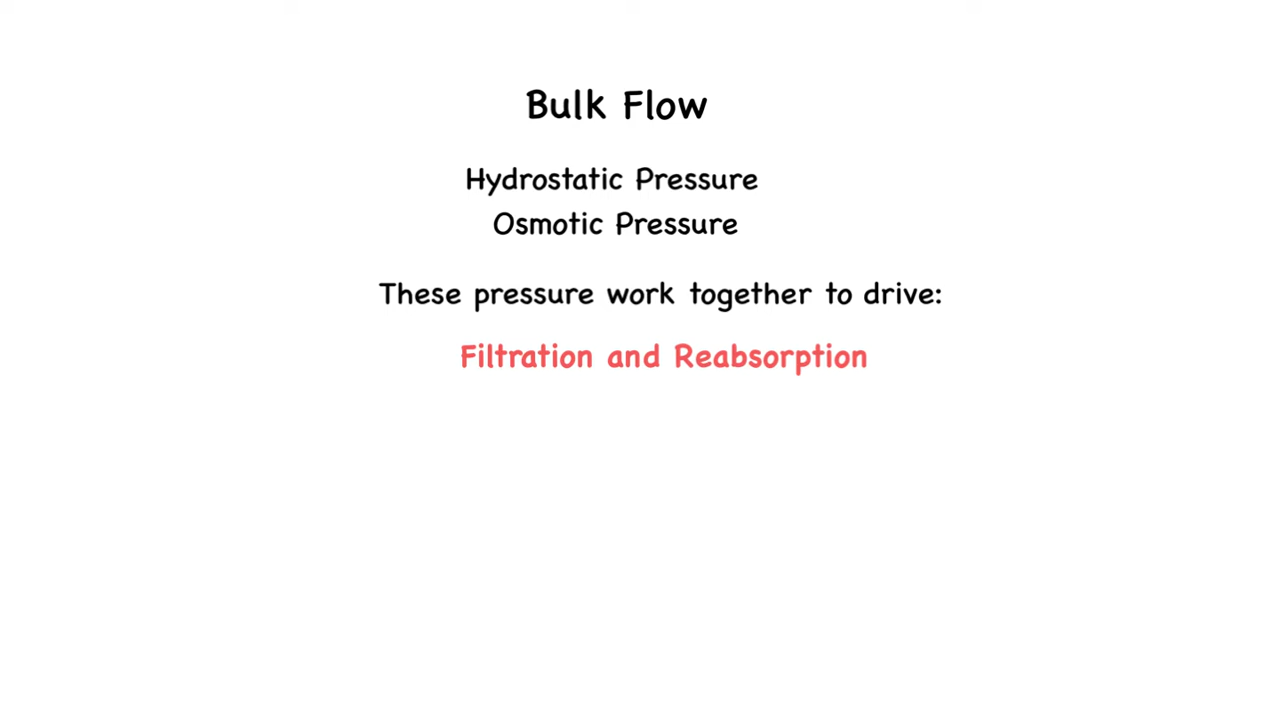 Bulk Flow
Hydrostatic Pressure
Osmotic Pressure
These pressure work together to drive:
Filtration and Reabsorption